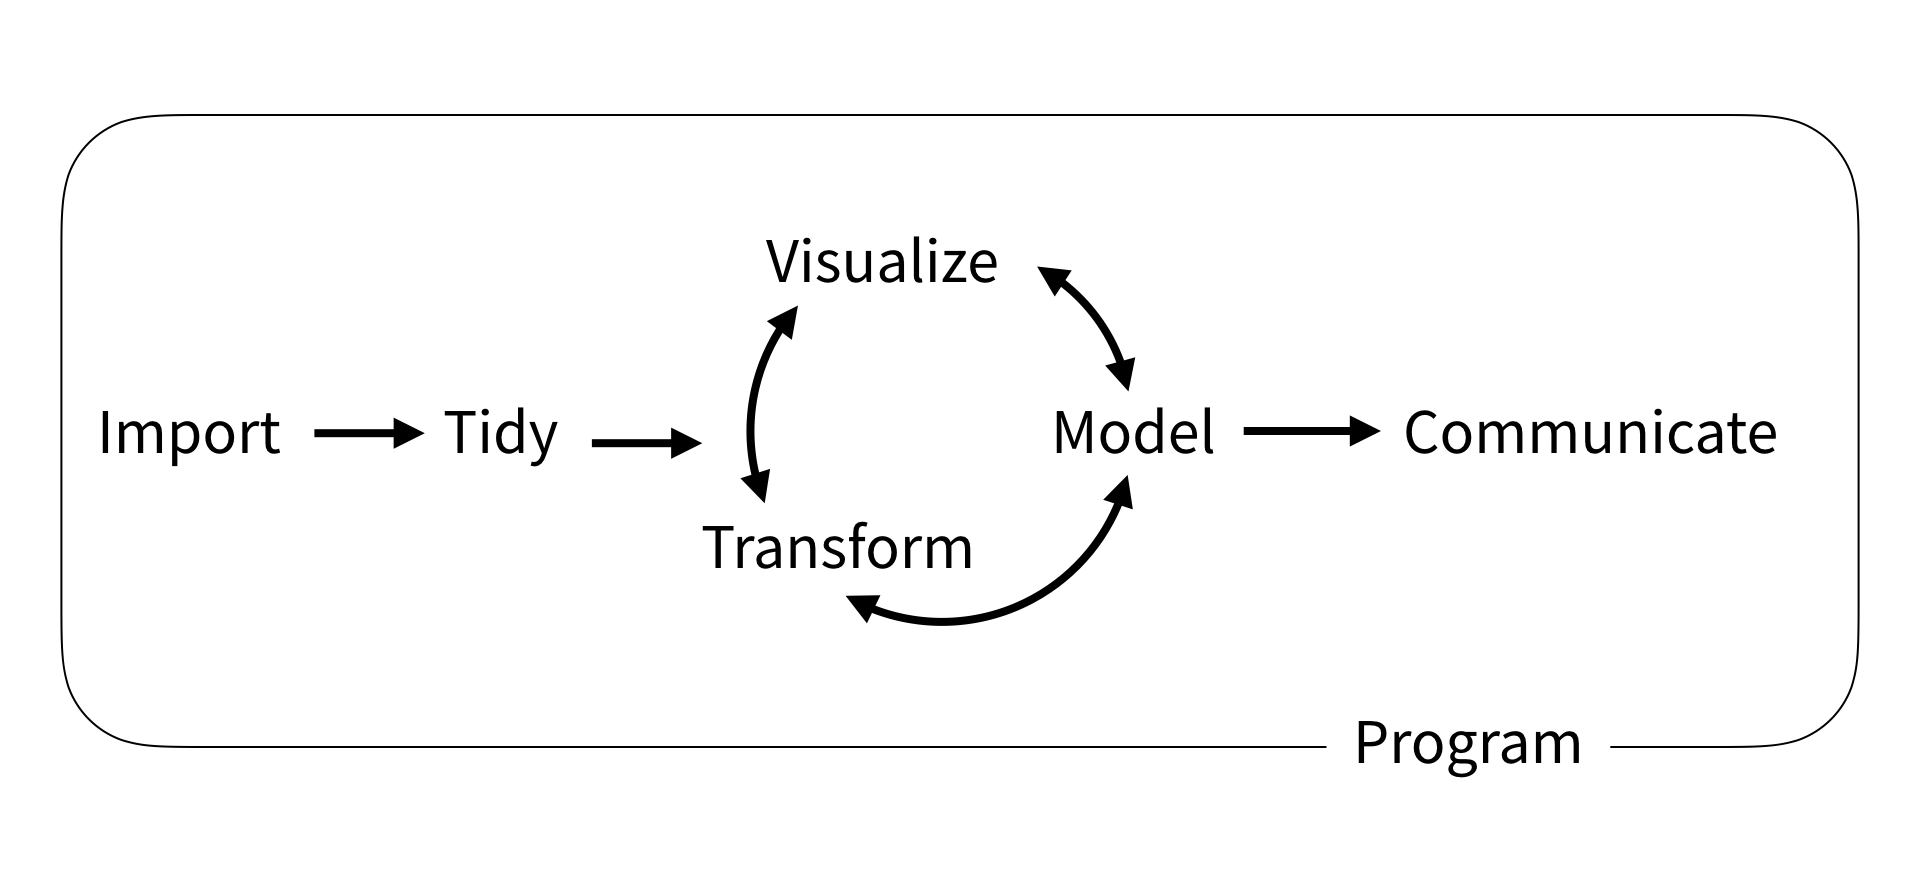 Visualize
Import
Tidy
Model
Communicate
Transform
Program